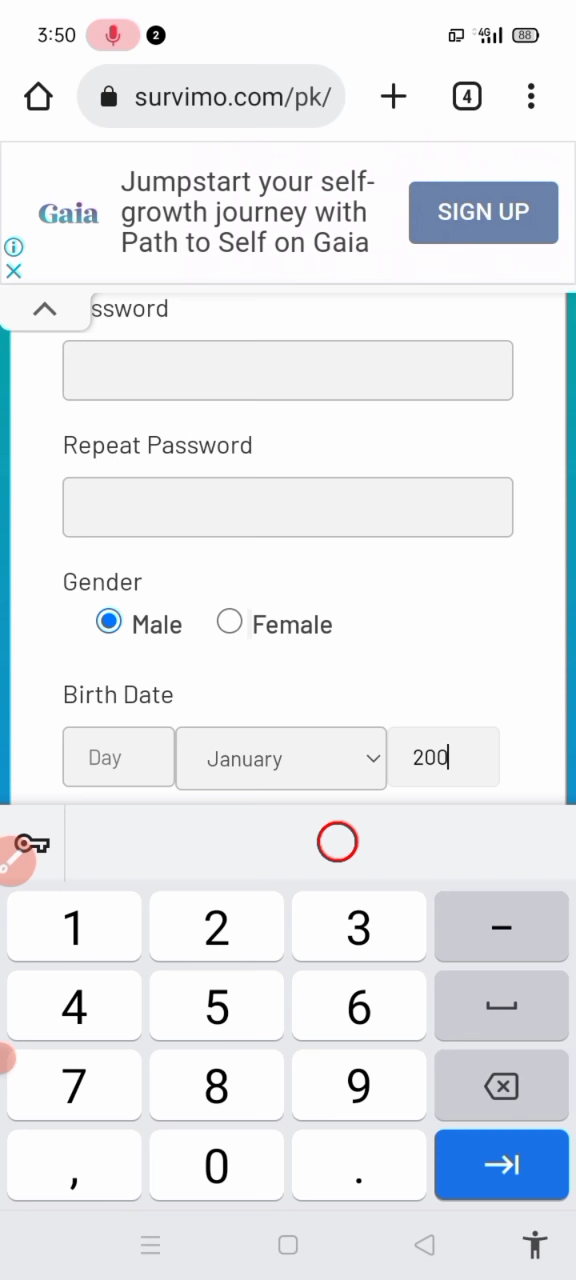 3:50 2 4G 88
survimo.com/pk/ 4
Jumpstart your self-
Gaia growth journey with SIGN UP
Path to Self on Gaia
ssword
Repeat Password
Gender
Male Female
Birth Date
Day January 200
1 2 3 –
4 5 6
7 8 9
, 0 .